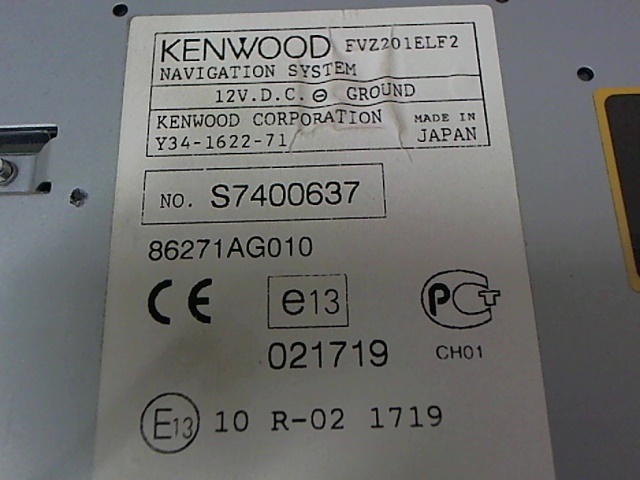 KENWOOD FVZ201ELF2
NAVIGATION SYSTEM
12V.D.C. ⊖ GROUND
KENWOOD CORPORATION MADE IN
Y34-1622-71 JAPAN
NO. S7400637
86271AG010
CE e13 PCT
021719 CH01
E13 10 R-02 1719